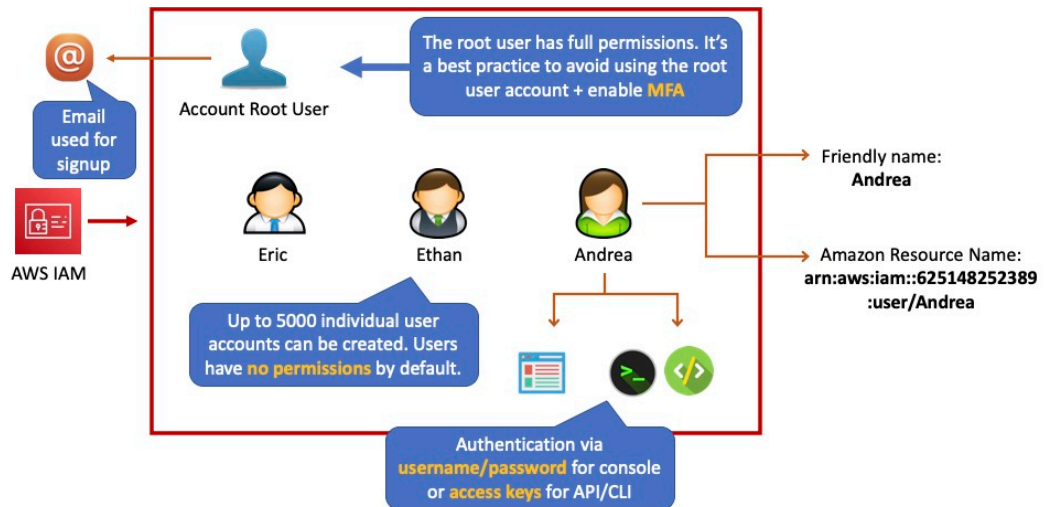 @
Email
used for
signup
Account Root User
The root user has full permissions. It's
a best practice to avoid using the root
user account + enable MFA
AWS IAM
Eric
Ethan
Andrea
Friendly name:
Andrea
Amazon Resource Name:
arn:aws:iam::625148252389
:user/Andrea
Up to 5000 individual user
accounts can be created. Users
have no permissions by default.
>_
</>
Authentication via
username/password for console
or access keys for API/CLI